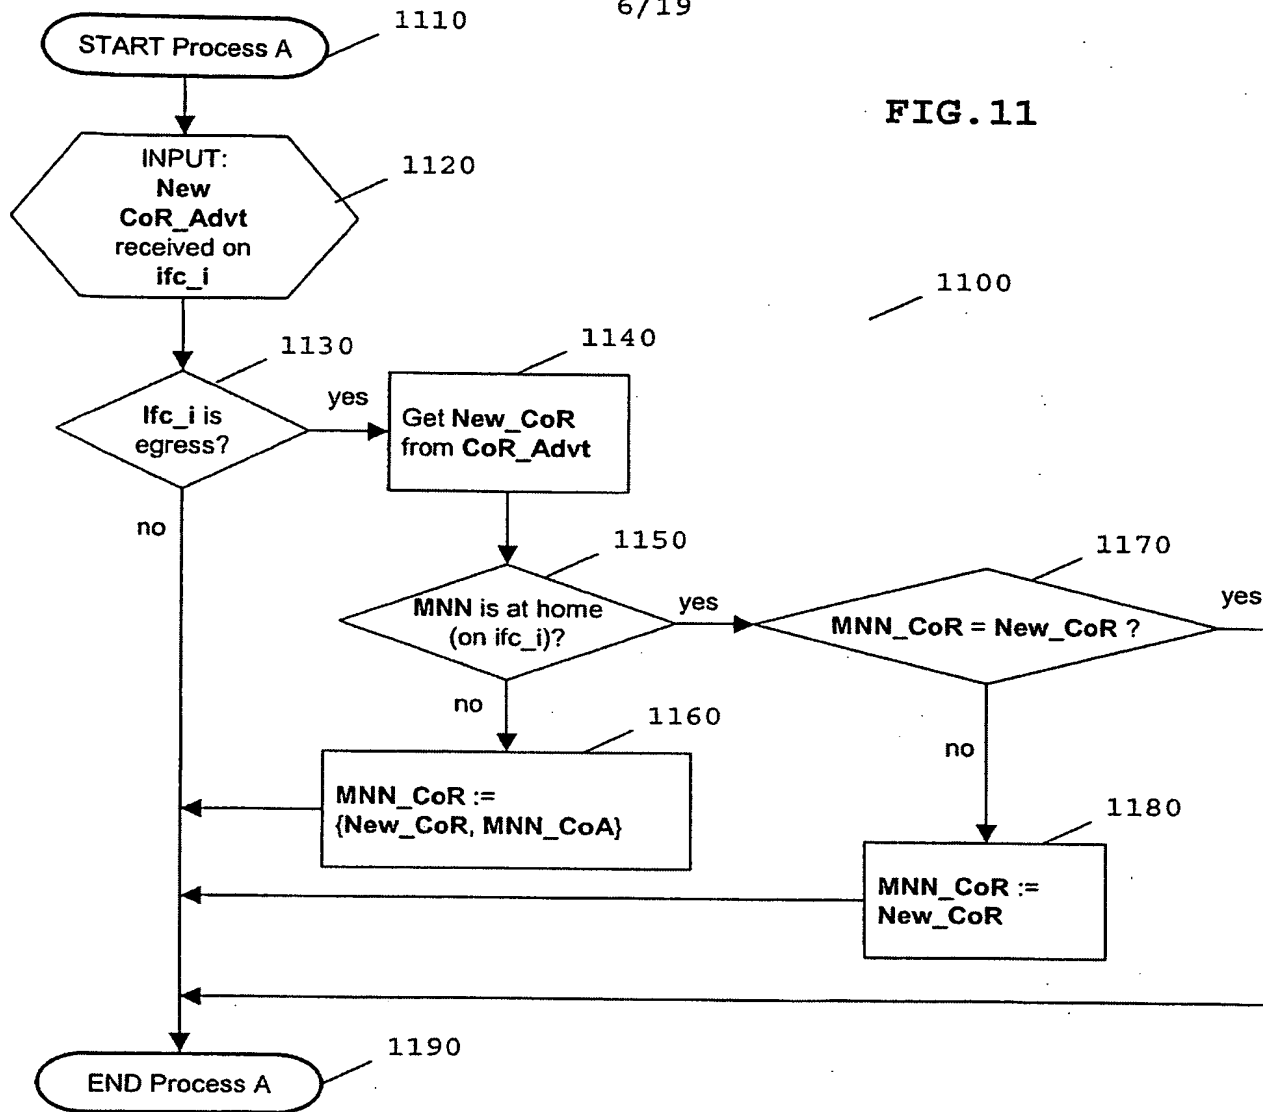 6/19
1110
START Process A
FIG.11
INPUT:
New
CoR_Advt
received on
ifc_i
1120
1100
1130
1140
Ifc_i is
egress?
yes
Get New_CoR
from CoR_Advt
no
1150
1170
MNN is at home
(on ifc_i)?
yes
MNN_CoR = New_CoR ?
yes
no
1160
no
MNN_CoR :=
{New_CoR, MNN_CoA}
1180
MNN_CoR :=
New_CoR
1190
END Process A